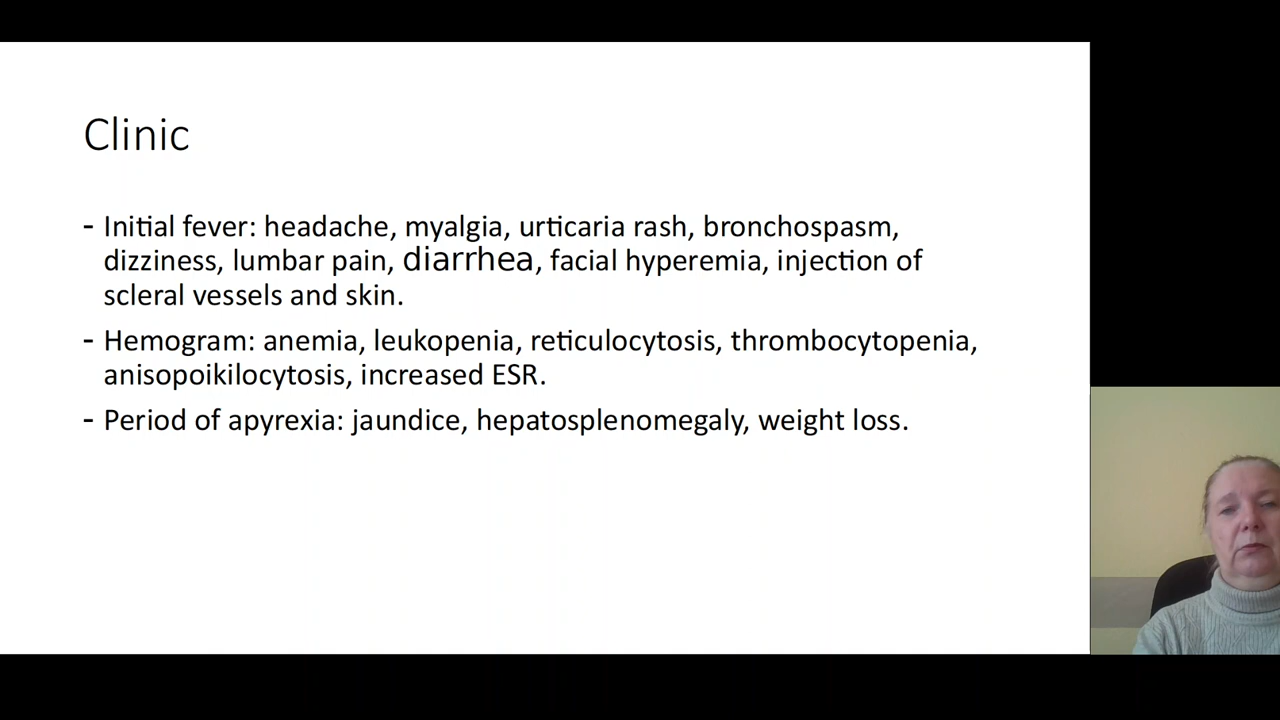 Clinic
- Initial fever: headache, myalgia, urticaria rash, bronchospasm,
dizziness, lumbar pain, diarrhea, facial hyperemia, injection of
scleral vessels and skin.
- Hemogram: anemia, leukopenia, reticulocytosis, thrombocytopenia,
anisopoikilocytosis, increased ESR.
- Period of apyrexia: jaundice, hepatosplenomegaly, weight loss.